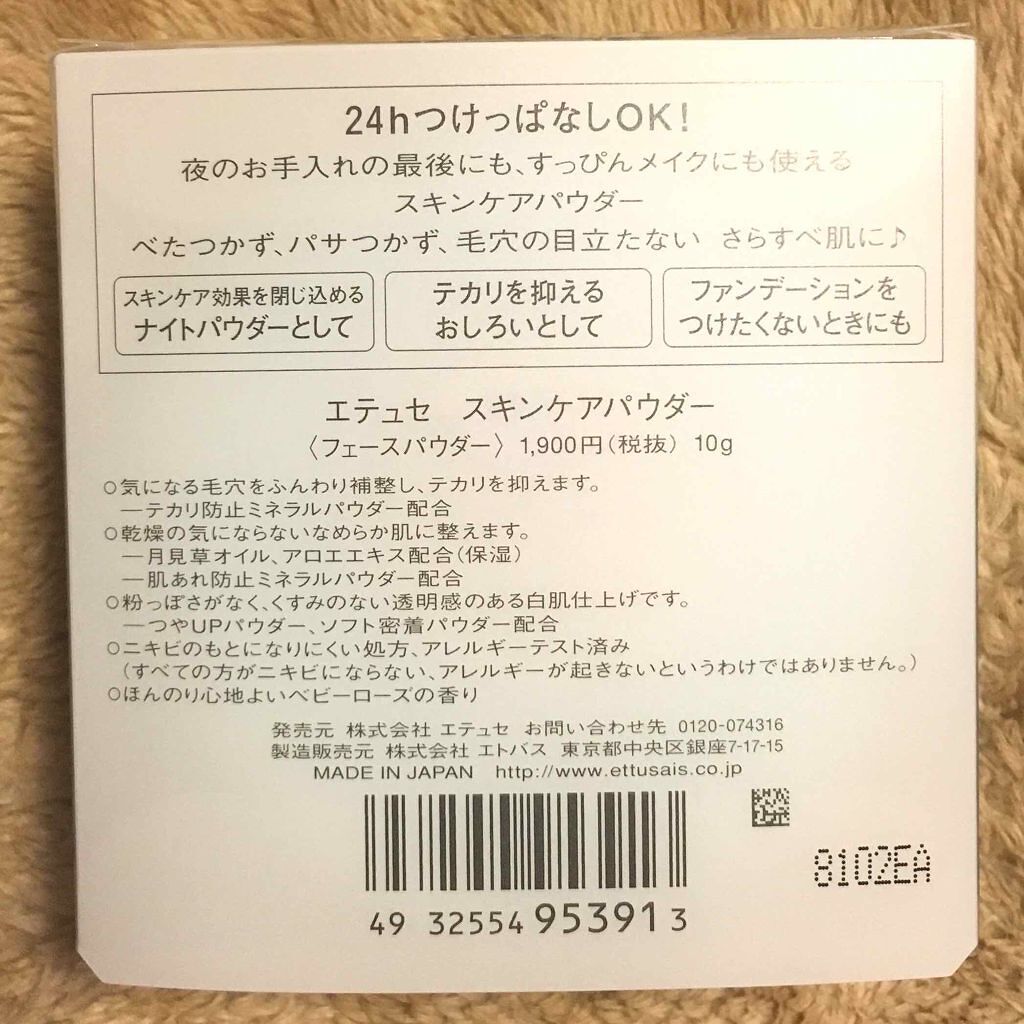 24hつけっぱなしOK!
夜のお手入れの最後にも、すっぴんメイクにも使える
スキンケアパウダー
べたつかず、パサつかず、毛穴の目立たない さらすべ肌に♪
スキンケア効果を閉じ込める
ナイトパウダーとして
テカリを抑える
おしろいとして
ファンデーションを
つけたくないときにも
エテュセ スキンケアパウダー
〈フェースパウダー〉1,900円(税抜) 10g
○気になる毛穴をふんわり補整し、テカリを抑えます。
―テカリ防止ミネラルパウダー配合
○乾燥の気にならないなめらか肌に整えます。
―月見草オイル、アロエエキス配合(保湿)
―肌あれ防止ミネラルパウダー配合
○粉っぽさがなく、くすみのない透明感のある白肌仕上げです。
―つやUPパウダー、ソフト密着パウダー配合
○ニキビのもとになりにくい処方、アレルギーテスト済み
(すべての方がニキビにならない、アレルギーが起きないというわけではありません。)
○ほんのり心地よいベビーローズの香り
発売元 株式会社 エテュセ お問い合わせ先 0120-074316
製造販売元 株式会社 エトバス 東京都中央区銀座7-17-15
MADE IN JAPAN http://www.ettusais.co.jp
8102EA
49 32554 95391 3